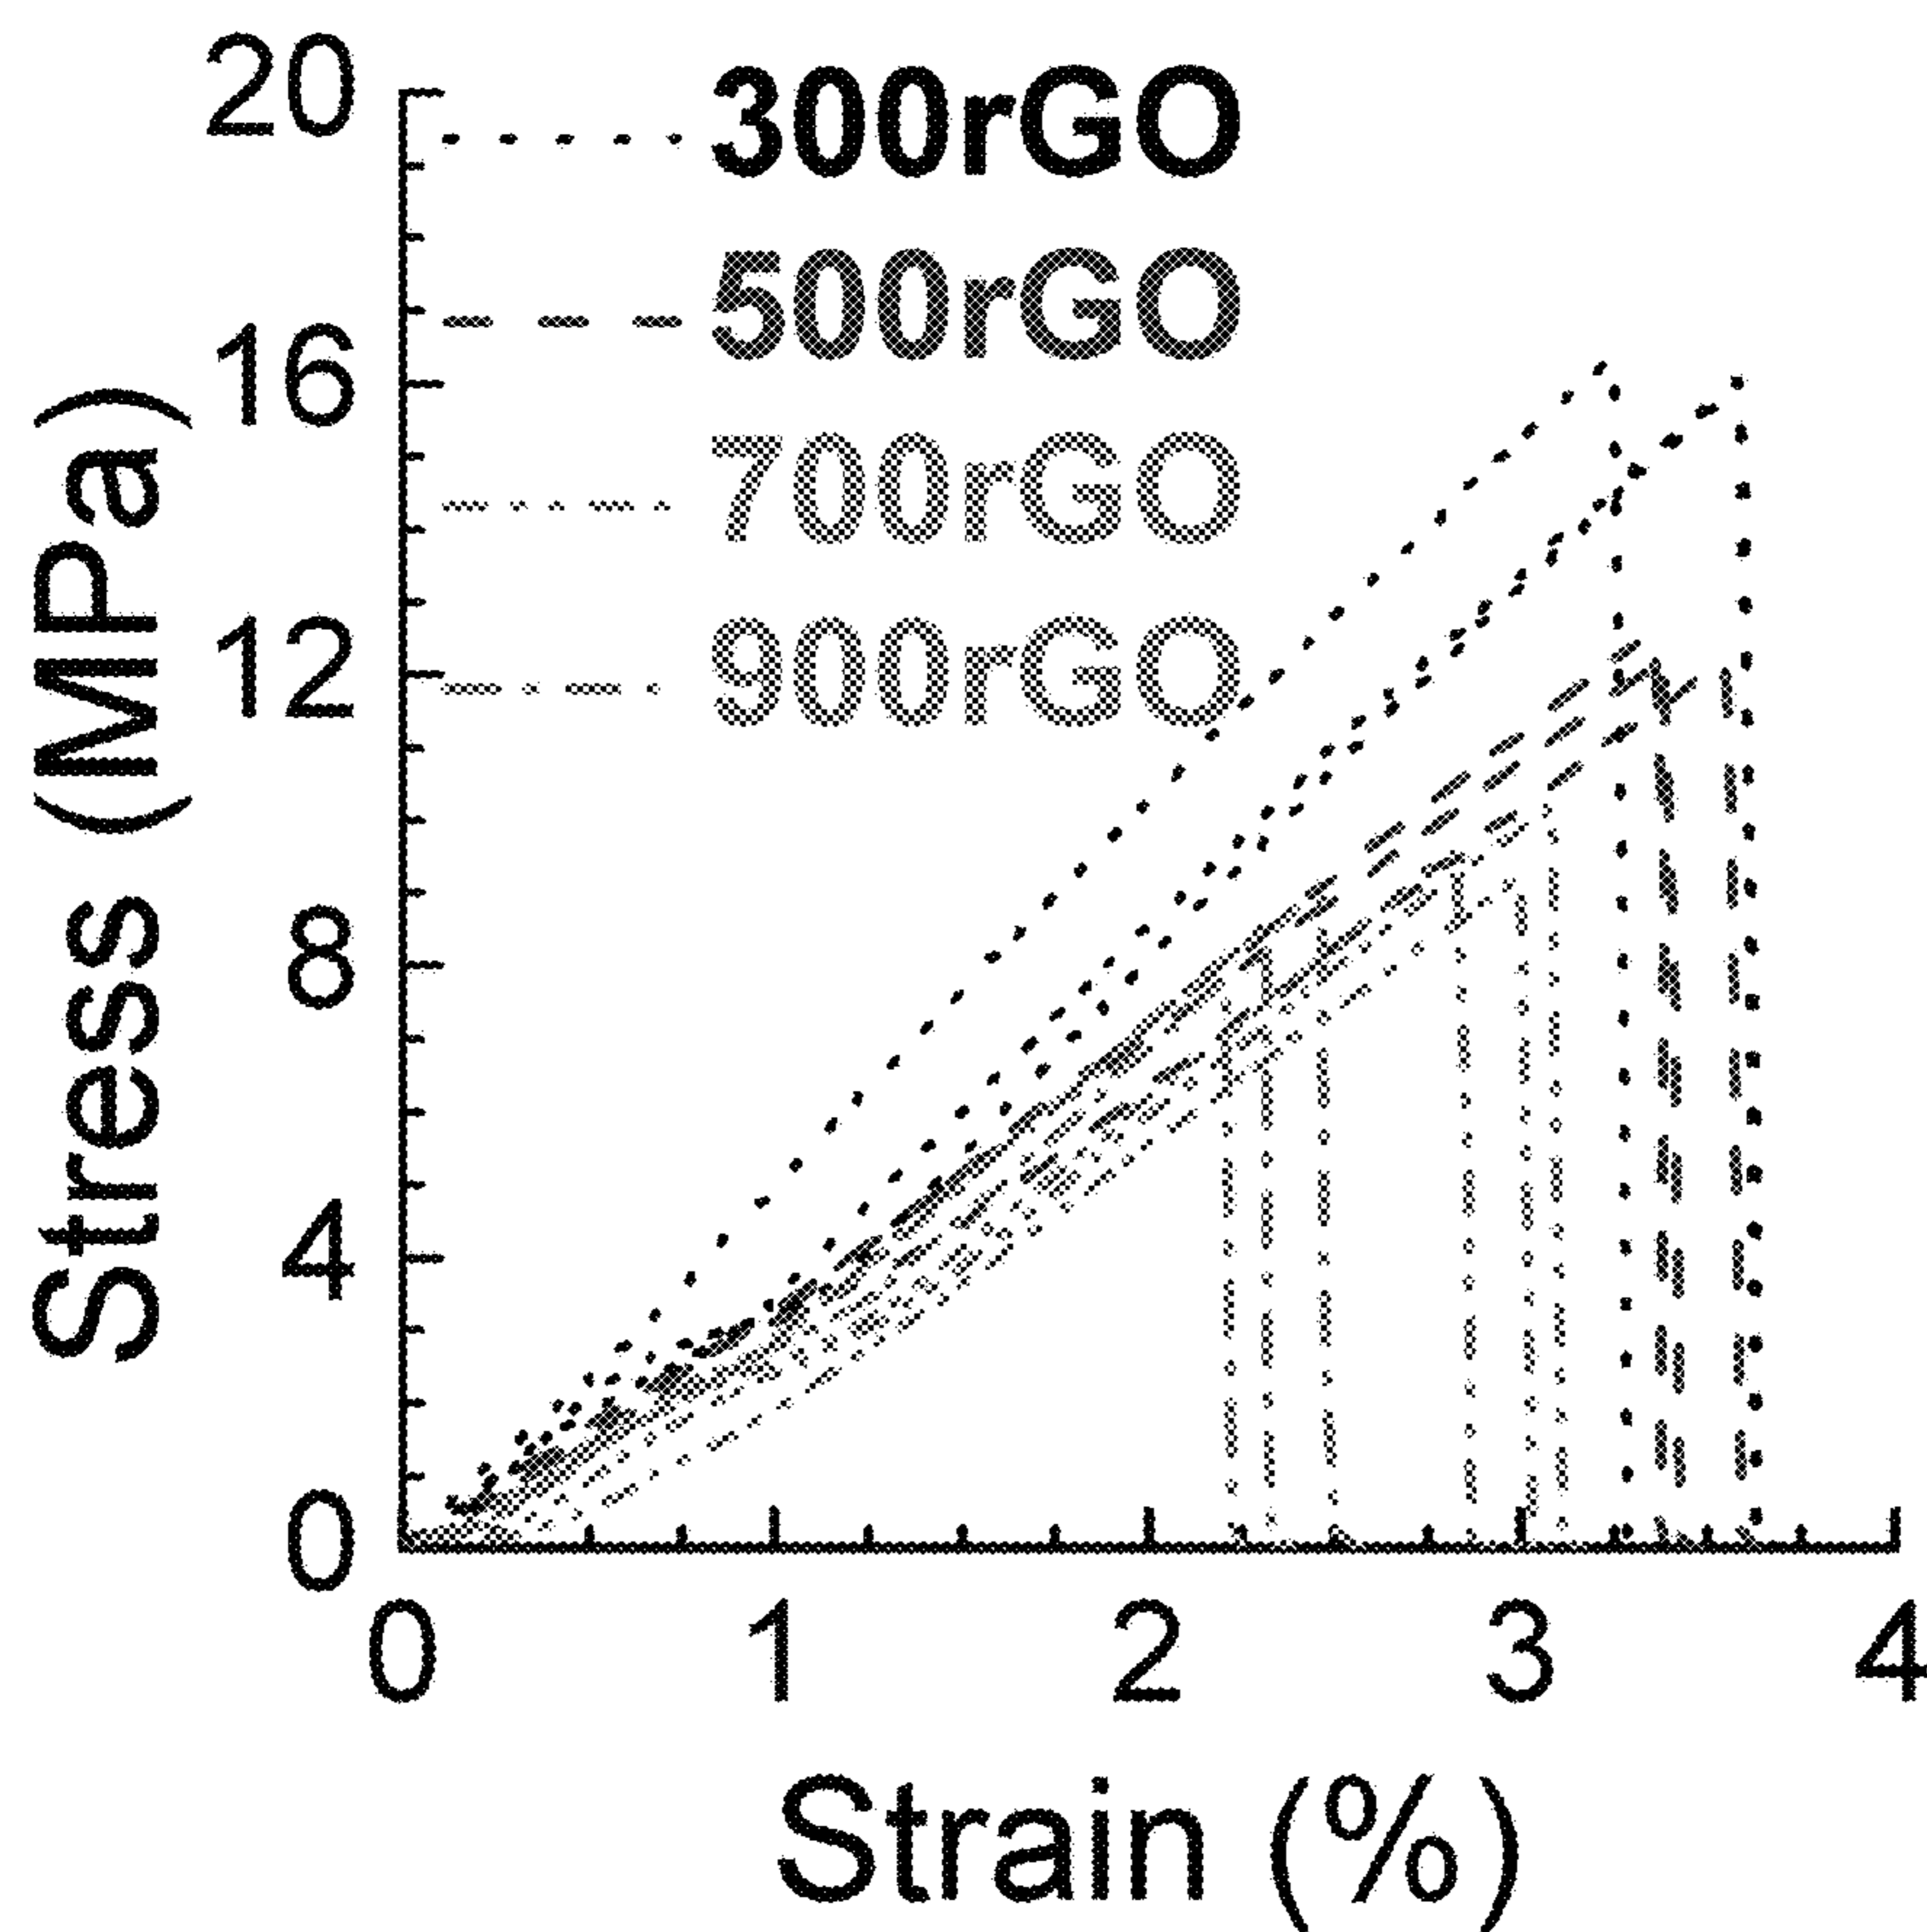 Stress (MPa)
20
16
12
8
4
0
300rGO
500rGO
700rGO
900rGO
0 1 2 3 4
Strain (%)